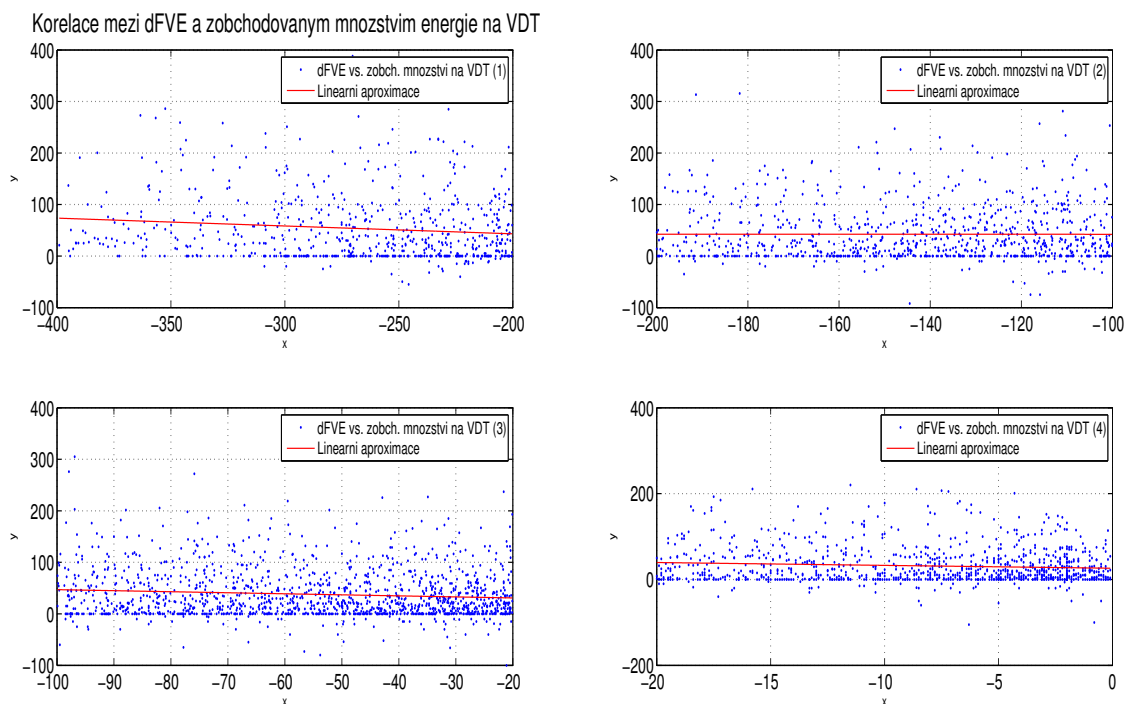 Korelace mezi dFVE a zobchodovanym mnozstvim energie na VDT
400
300
200
100
0
−100
y
−400
−350
−300
−250
−200
x
dFVE vs. zobch. mnozstvi na VDT (1)
Linearni aproximace
400
300
200
100
0
−100
y
−200
−180
−160
−140
−120
−100
x
dFVE vs. zobch. mnozstvi na VDT (2)
Linearni aproximace
400
300
200
100
0
−100
y
−100
−90
−80
−70
−60
−50
−40
−30
−20
x
dFVE vs. zobch. mnozstvi na VDT (3)
Linearni aproximace
400
200
0
−200
y
−20
−15
−10
−5
0
x
dFVE vs. zobch. mnozstvi na VDT (4)
Linearni aproximace